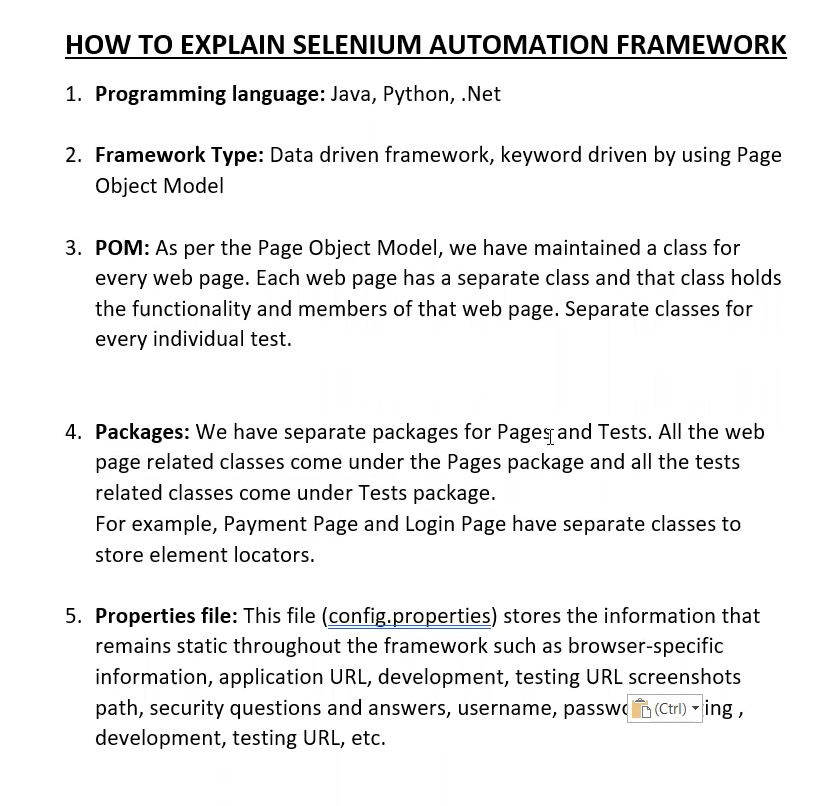 HOW TO EXPLAIN SELENIUM AUTOMATION FRAMEWORK
1. Programming language: Java, Python, .Net
2. Framework Type: Data driven framework, keyword driven by using Page
Object Model
3. POM: As per the Page Object Model, we have maintained a class for
every web page. Each web page has a separate class and that class holds
the functionality and members of that web page. Separate classes for
every individual test.
4. Packages: We have separate packages for Pages and Tests. All the web
page related classes come under the Pages package and all the tests
related classes come under Tests package.
For example, Payment Page and Login Page have separate classes to
store element locators.
5. Properties file: This file (config.properties) stores the information that
remains static throughout the framework such as browser-specific
information, application URL, development, testing URL screenshots
path, security questions and answers, username, (Ctrl) ,
development, testing URL, etc.